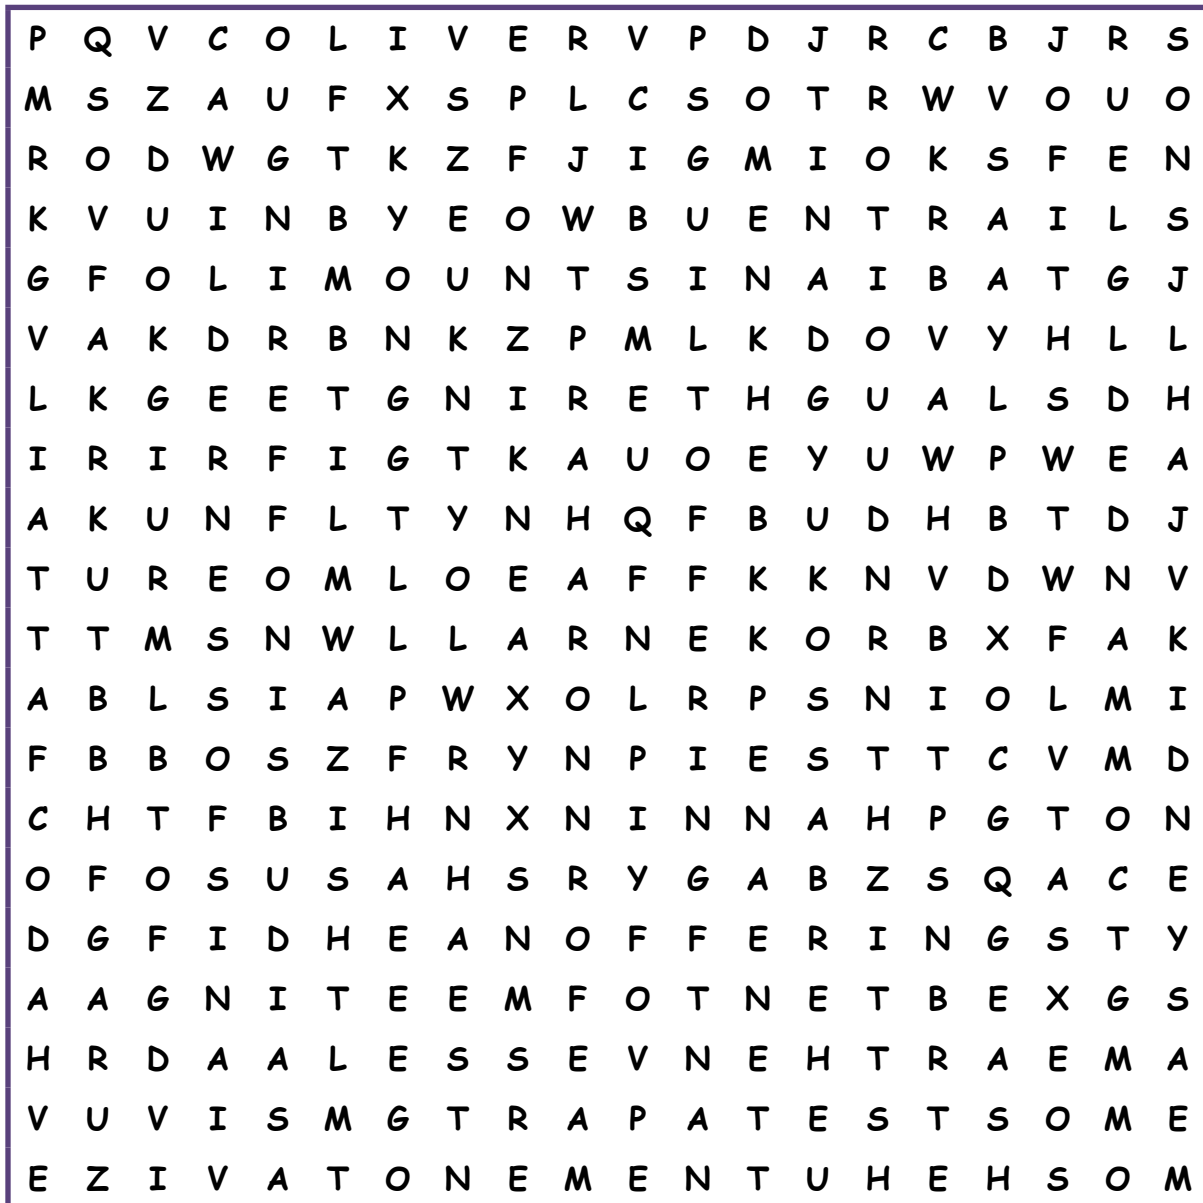 P Q V C O L I V E R V P D J R C B J R S
M S Z A U F X S P L C S O T R W V O U O
R O D W G T K Z F J I G M I O K S F E N
K V U I N B Y E O W B U E N T R A I L S
G F O L I M O U N T S I N A I B A T G J
V A K D R B N K Z P M L K D O V Y H L L
L K G E E T G N I R E T H G U A L S D H
I R I R F I G T K A U O E Y U W P W E A
A K U N F L T Y N H Q F B U D H B T D J
T U R E O M L O E A F F K K N V D W N V
T T M S N W L L A R N E K O R B X F A K
A B L S I A P W X O L R P S N I O L M I
F B B O S Z F R Y N P I E S T T C V M D
C H T F B I H N X N I N N A H P G T O N
O F O S U S A H S R Y G A B Z S Q A C E
D G F I D H E A N O F F E R I N G S T Y
A A G N I T E E M F O T N E T B E X G S
H R D A A L E S S E V N E H T R A E M A
V U V I S M G T R A P A T E S T S O M E
E Z I V A T O N E M E N T U H E H S O M